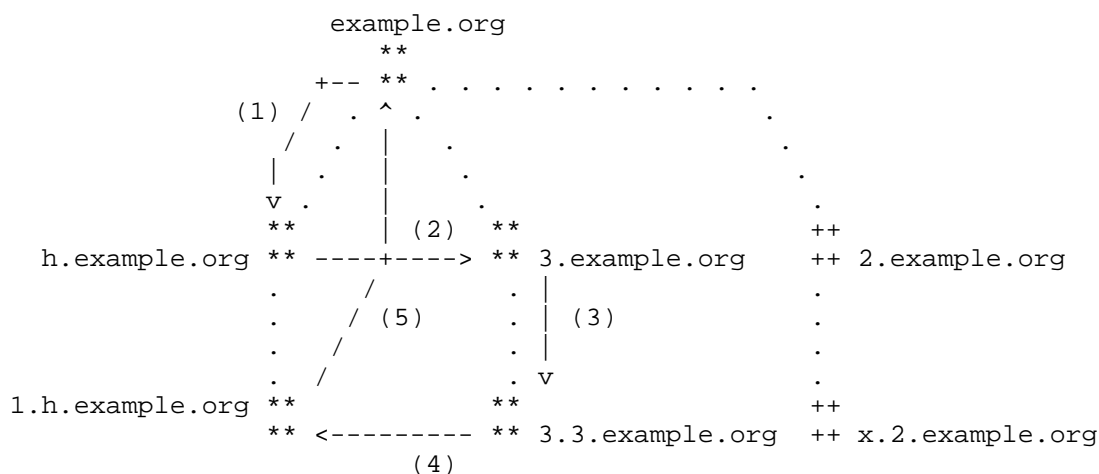 example.org
**
+-- ** . . . . . . . . . . .
(1) / . ^ . .
/ . | . .
| . | . .
v . | . .
** | (2) ** ++
h.example.org ** ----+----> ** 3.example.org ++ 2.example.org
. / . | .
. / (5) . | (3) .
. / . | .
. / . v .
1.h.example.org ** ** ++
** <--------- ** 3.3.example.org ++ x.2.example.org
(4)